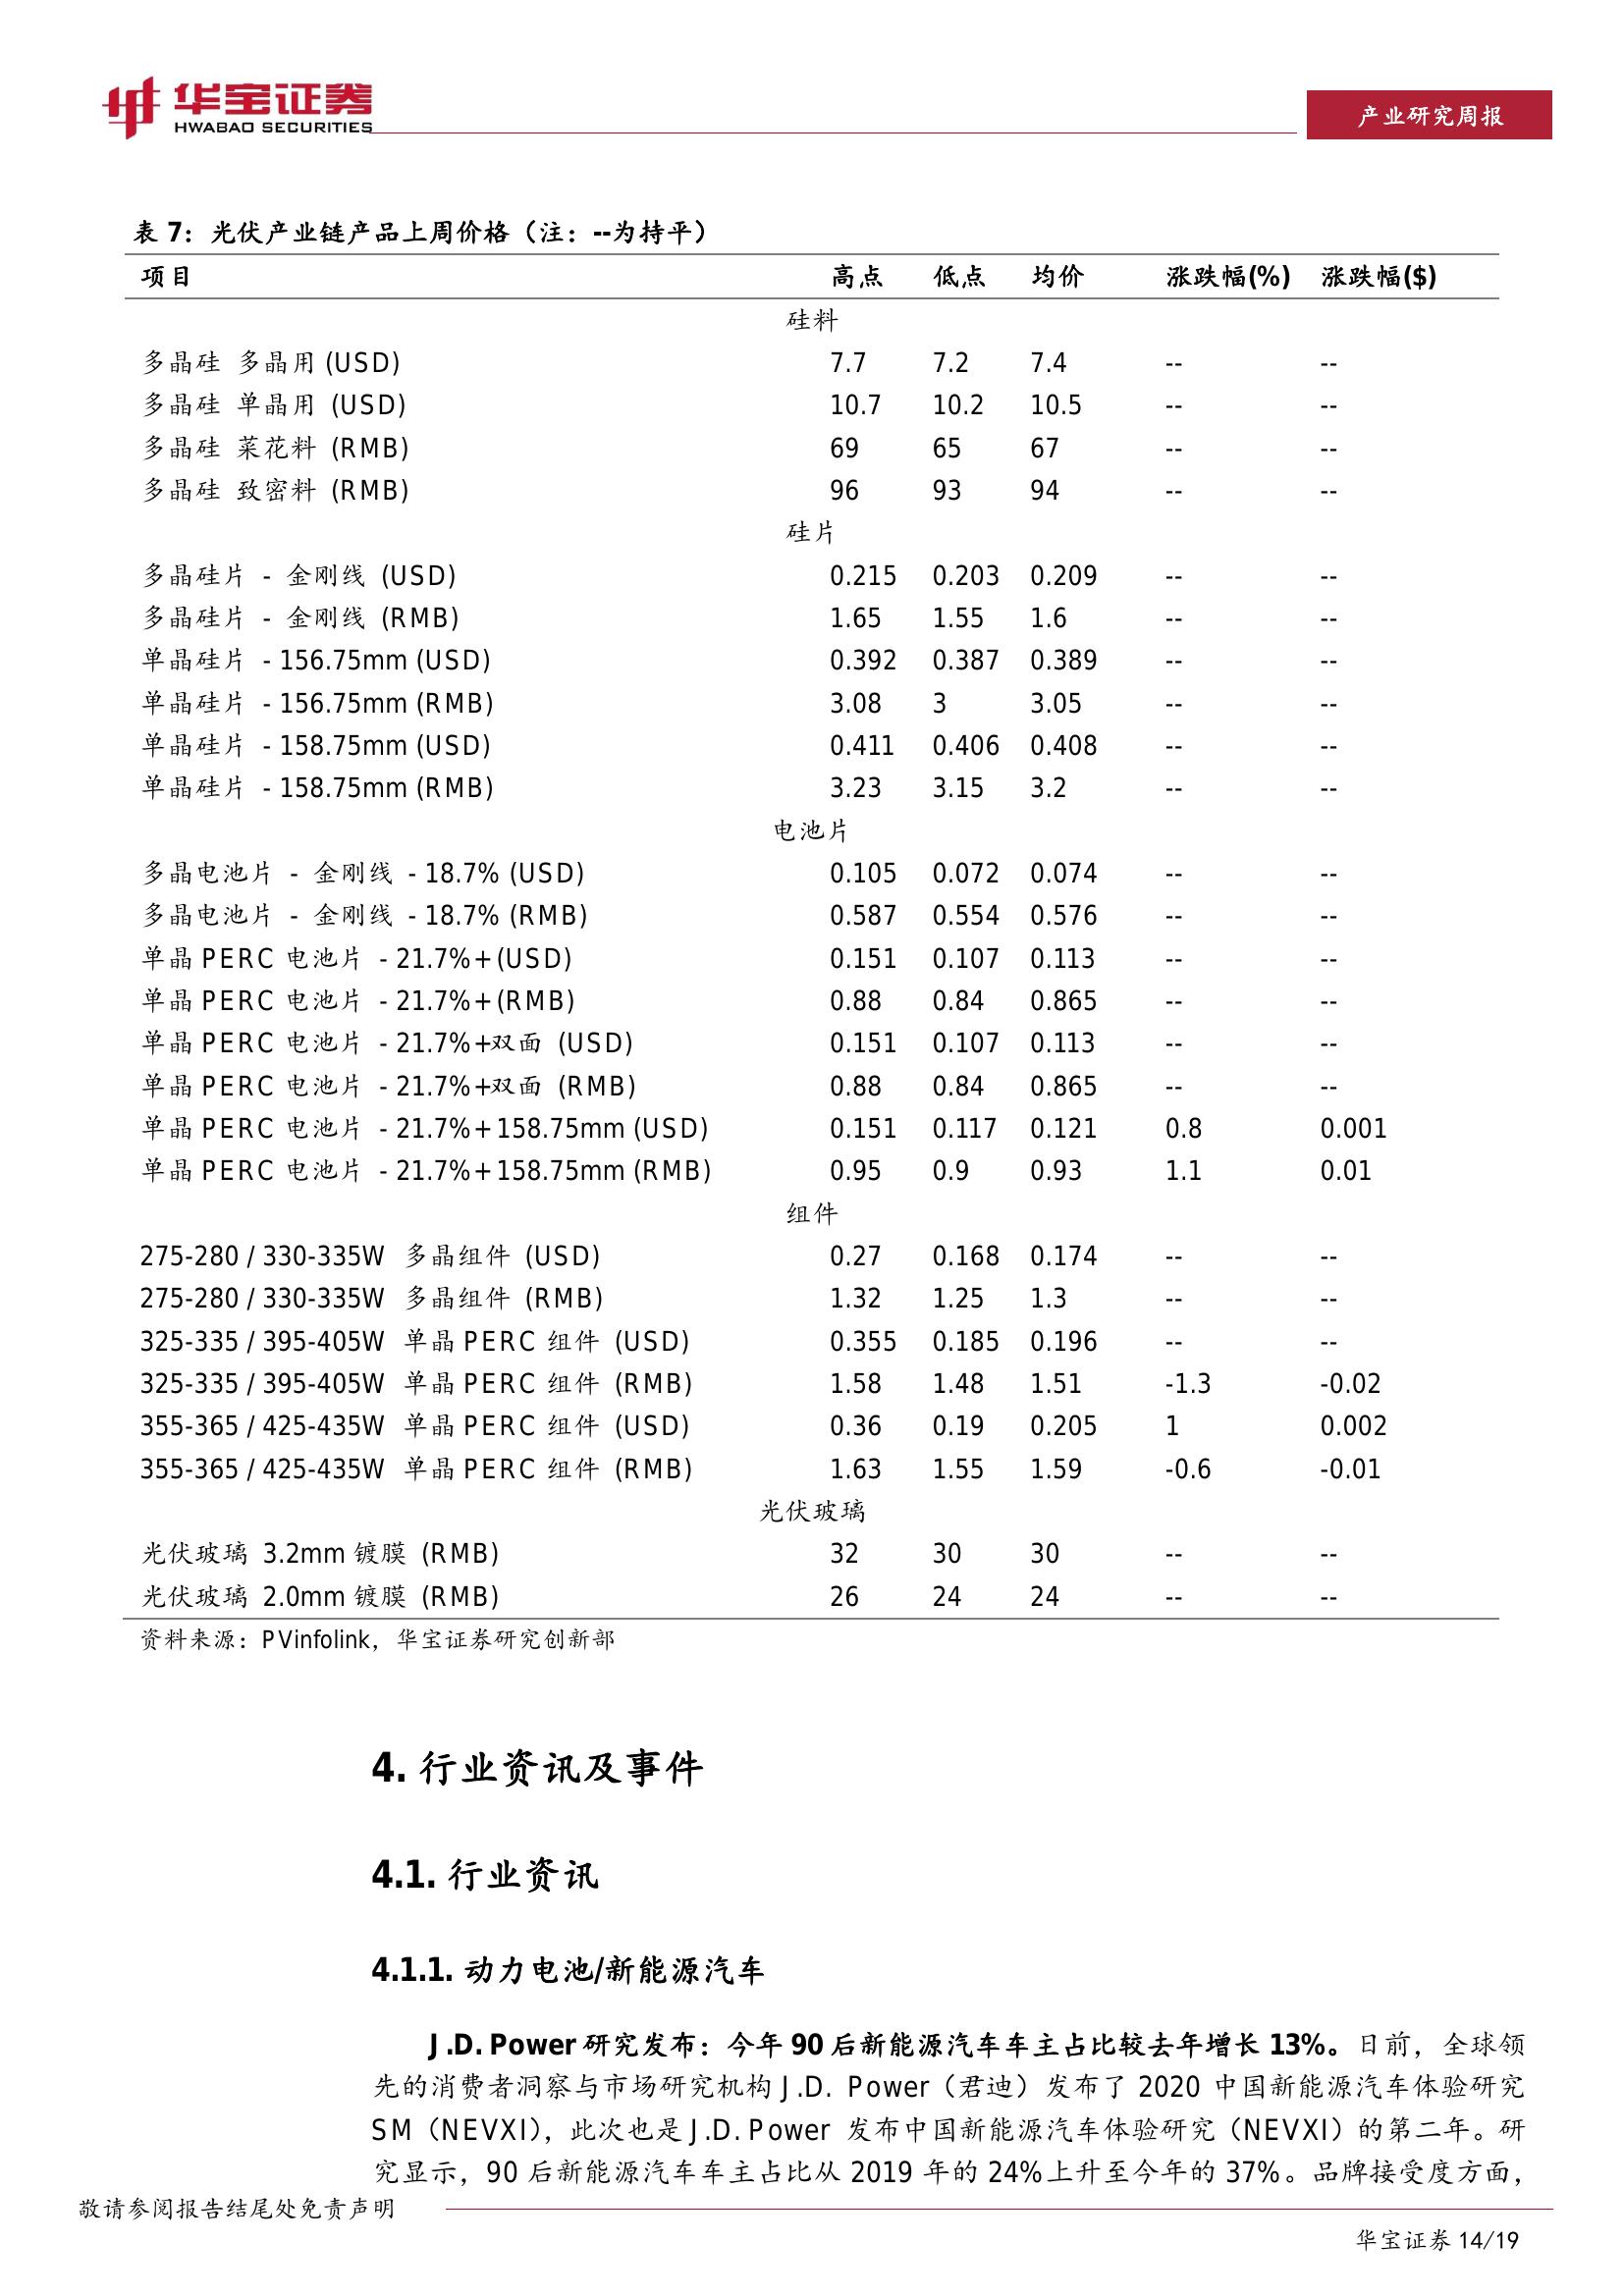 华宝证券
HWABAO SECURITIES
产业研究周报
表 7：光伏产业链产品上周价格（注：--为持平）
项目 高点 低点 均价 涨跌幅(%) 涨跌幅($)
硅料
多晶硅 多晶用 (USD) 7.7 7.2 7.4 -- --
多晶硅 单晶用 (USD) 10.7 10.2 10.5 -- --
多晶硅 菜花料 (RMB) 69 65 67 -- --
多晶硅 致密料 (RMB) 96 93 94 -- --
硅片
多晶硅片 - 金刚线 (USD) 0.215 0.203 0.209 -- --
多晶硅片 - 金刚线 (RMB) 1.65 1.55 1.6 -- --
单晶硅片 - 156.75mm (USD) 0.392 0.387 0.389 -- --
单晶硅片 - 156.75mm (RMB) 3.08 3 3.05 -- --
单晶硅片 - 158.75mm (USD) 0.411 0.406 0.408 -- --
单晶硅片 - 158.75mm (RMB) 3.23 3.15 3.2 -- --
电池片
多晶电池片 - 金刚线 - 18.7% (USD) 0.105 0.072 0.074 -- --
多晶电池片 - 金刚线 - 18.7% (RMB) 0.587 0.554 0.576 -- --
单晶 PERC 电池片 - 21.7%+ (USD) 0.151 0.107 0.113 -- --
单晶 PERC 电池片 - 21.7%+ (RMB) 0.88 0.84 0.865 -- --
单晶 PERC 电池片 - 21.7%+双面 (USD) 0.151 0.107 0.113 -- --
单晶 PERC 电池片 - 21.7%+双面 (RMB) 0.88 0.84 0.865 -- --
单晶 PERC 电池片 - 21.7%+ 158.75mm (USD) 0.151 0.117 0.121 0.8 0.001
单晶 PERC 电池片 - 21.7%+ 158.75mm (RMB) 0.95 0.9 0.93 1.1 0.01
组件
275-280 / 330-335W 多晶组件 (USD) 0.27 0.168 0.174 -- --
275-280 / 330-335W 多晶组件 (RMB) 1.32 1.25 1.3 -- --
325-335 / 395-405W 单晶 PERC 组件 (USD) 0.355 0.185 0.196 -- --
325-335 / 395-405W 单晶 PERC 组件 (RMB) 1.58 1.48 1.51 -1.3 -0.02
355-365 / 425-435W 单晶 PERC 组件 (USD) 0.36 0.19 0.205 1 0.002
355-365 / 425-435W 单晶 PERC 组件 (RMB) 1.63 1.55 1.59 -0.6 -0.01
光伏玻璃
光伏玻璃 3.2mm 镀膜 (RMB) 32 30 30 -- --
光伏玻璃 2.0mm 镀膜 (RMB) 26 24 24 -- --
资料来源：PVinfolink，华宝证券研究创新部
4. 行业资讯及事件
4.1. 行业资讯
4.1.1. 动力电池/新能源汽车
J.D. Power 研究发布：今年 90 后新能源汽车车主占比较去年增长 13%。日前，全球领
先的消费者洞察与市场研究机构 J.D. Power（君迪）发布了 2020 中国新能源汽车体验研究
SM（NEVXI），此次也是 J.D. Power 发布中国新能源汽车体验研究（NEVXI）的第二年。研
究显示，90 后新能源汽车车主占比从 2019 年的 24%上升至今年的 37%。品牌接受度方面，
敬请参阅报告结尾处免责声明
华宝证券 14/19